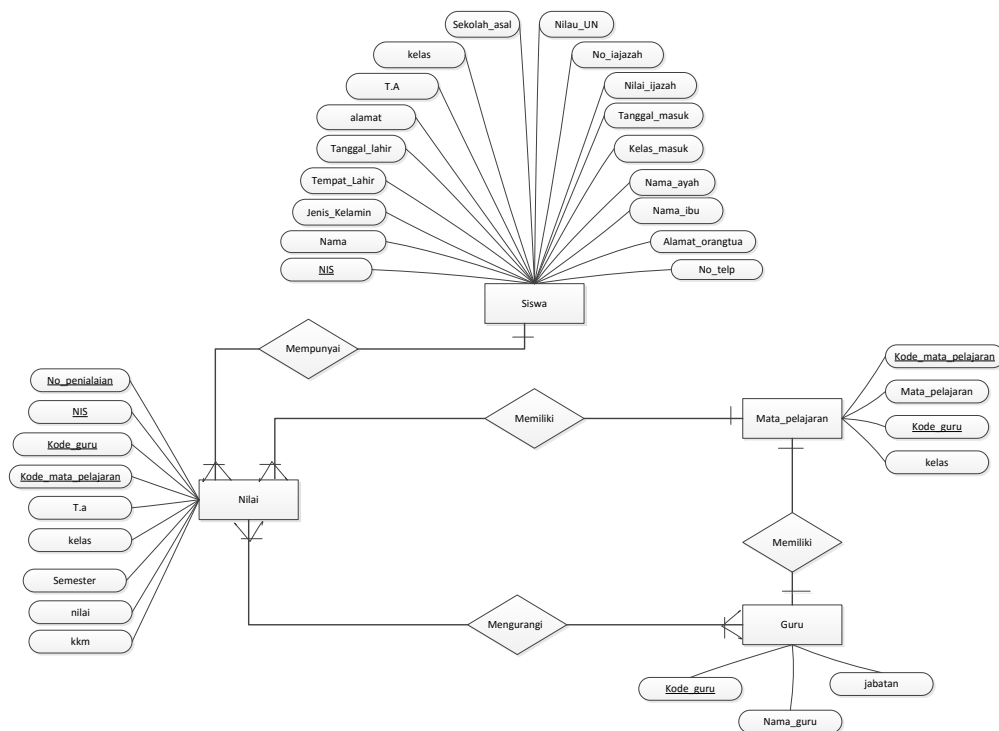 Sekolah_asal
Nilau_UN
kelas
No_iajazah
T.A
Nilai_ijazah
alamat
Tanggal_masuk
Tanggal_lahir
Kelas_masuk
Tempat_Lahir
Nama_ayah
Jenis_Kelamin
Nama_ibu
Nama
Alamat_orangtua
NIS
No_telp
Siswa
Mempunyai
No_penialaian
NIS
Kode_guru
Kode_mata_pelajaran
T.a
kelas
Semester
nilai
kkm
Nilai
Memiliki
Mata_pelajaran
Kode_mata_pelajaran
Mata_pelajaran
Kode_guru
kelas
Memiliki
Mengurangi
Guru
Kode_guru
Nama_guru
jabatan